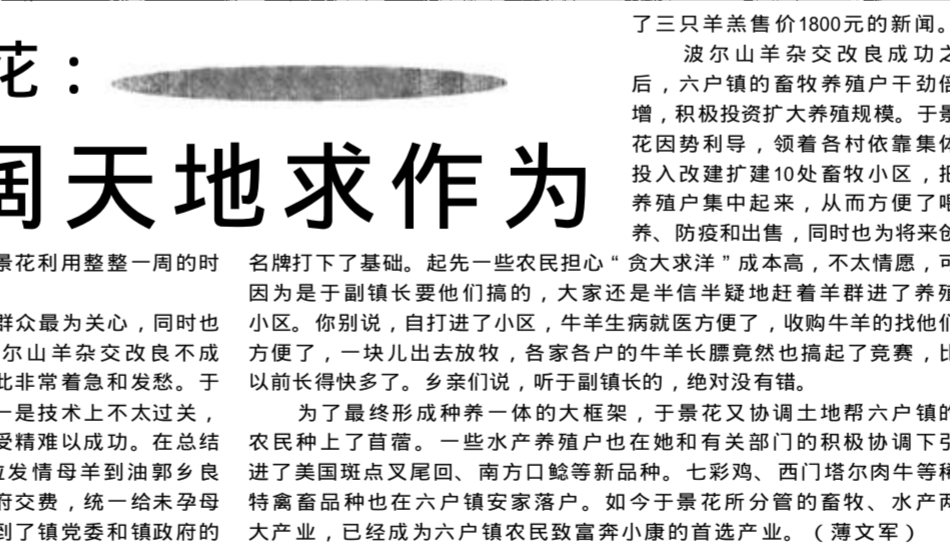 花：
阔天地求作为
景花利用整整一周的时
群众最为关心，同时也
尔山羊杂交改良不成
此非常着急和发愁。于
一是技术上不太过关，
受精难以成功。在总结
发情母羊到油郭乡良
府交费，统一给未孕母
到了镇党委和镇政府的
了三只羊羔售价1800元的新闻。
波尔山羊杂交改良成功之
后，六户镇的畜牧养殖户干劲倍
增，积极投资扩大养殖规模。于景
花因势利导，领着各村依靠集体
投入改建扩建10处畜牧小区，把
养殖户集中起来，从而方便了喂
养、防疫和出售，同时也为将来创
名牌打下了基础。起先一些农民担心“贪大求洋”成本高，不太情愿，可
因为是于副镇长要他们搞的，大家还是半信半疑地赶着羊群进了养殖
小区。你别说，自打进了小区，牛羊生病就医方便了，收购牛羊的找他们
方便了，一块儿出去放牧，各家各户的牛羊长膘竟然也搞起了竞赛，比
以前长得快多了。乡亲们说，听于副镇长的，绝对没有错。
为了最终形成种养一体的大框架，于景花又协调土地帮六户镇的
农民种上了苜蓿。一些水产养殖户也在她和有关部门的积极协调下引
进了美国斑点叉尾回、南方口鲶等新品种。七彩鸡、西门塔尔肉牛等稀
特禽畜品种也在六户镇安家落户。如今于景花所分管的畜牧、水产两
大产业，已经成为六户镇农民致富奔小康的首选产业。（薄文军）